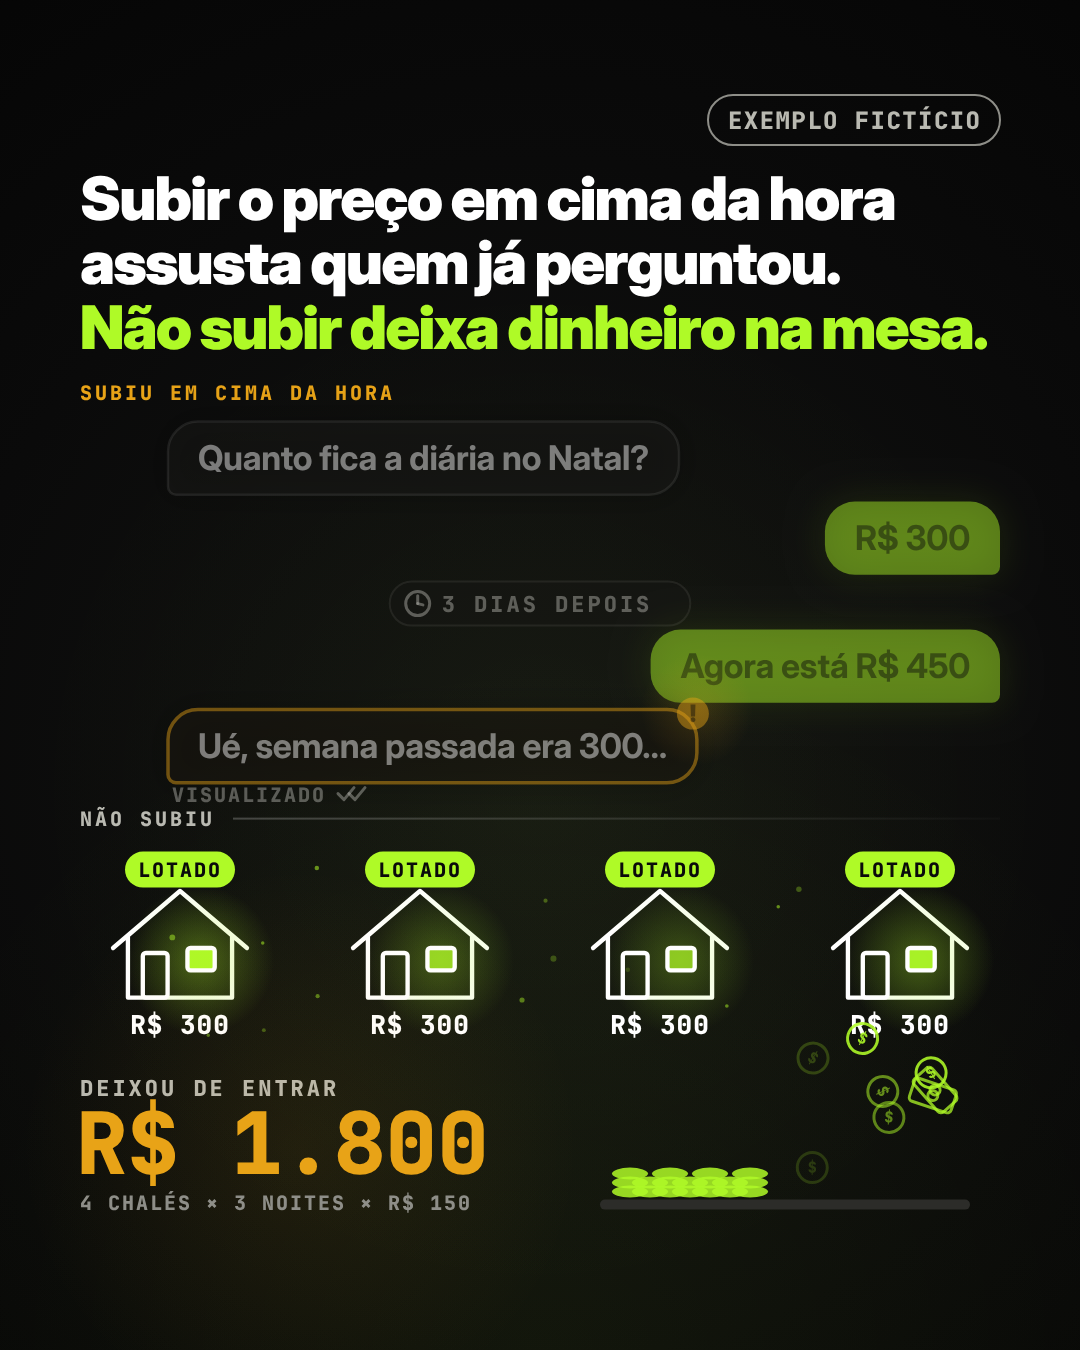 EXEMPLO FICTÍCIO
Subir o preço em cima da hora
assusta quem já perguntou.
Não subir deixa dinheiro na mesa.
SUBIU EM CIMA DA HORA
Quanto fica a diária no Natal?
R$ 300
3 DIAS DEPOIS
Agora está R$ 450
!
Ué, semana passada era 300...
VISUALIZADO
NÃO SUBIU
LOTADO LOTADO LOTADO LOTADO
R$ 300 R$ 300 R$ 300 R$ 300
DEIXOU DE ENTRAR
R$ 1.800
4 CHALÉS × 3 NOITES × R$ 150